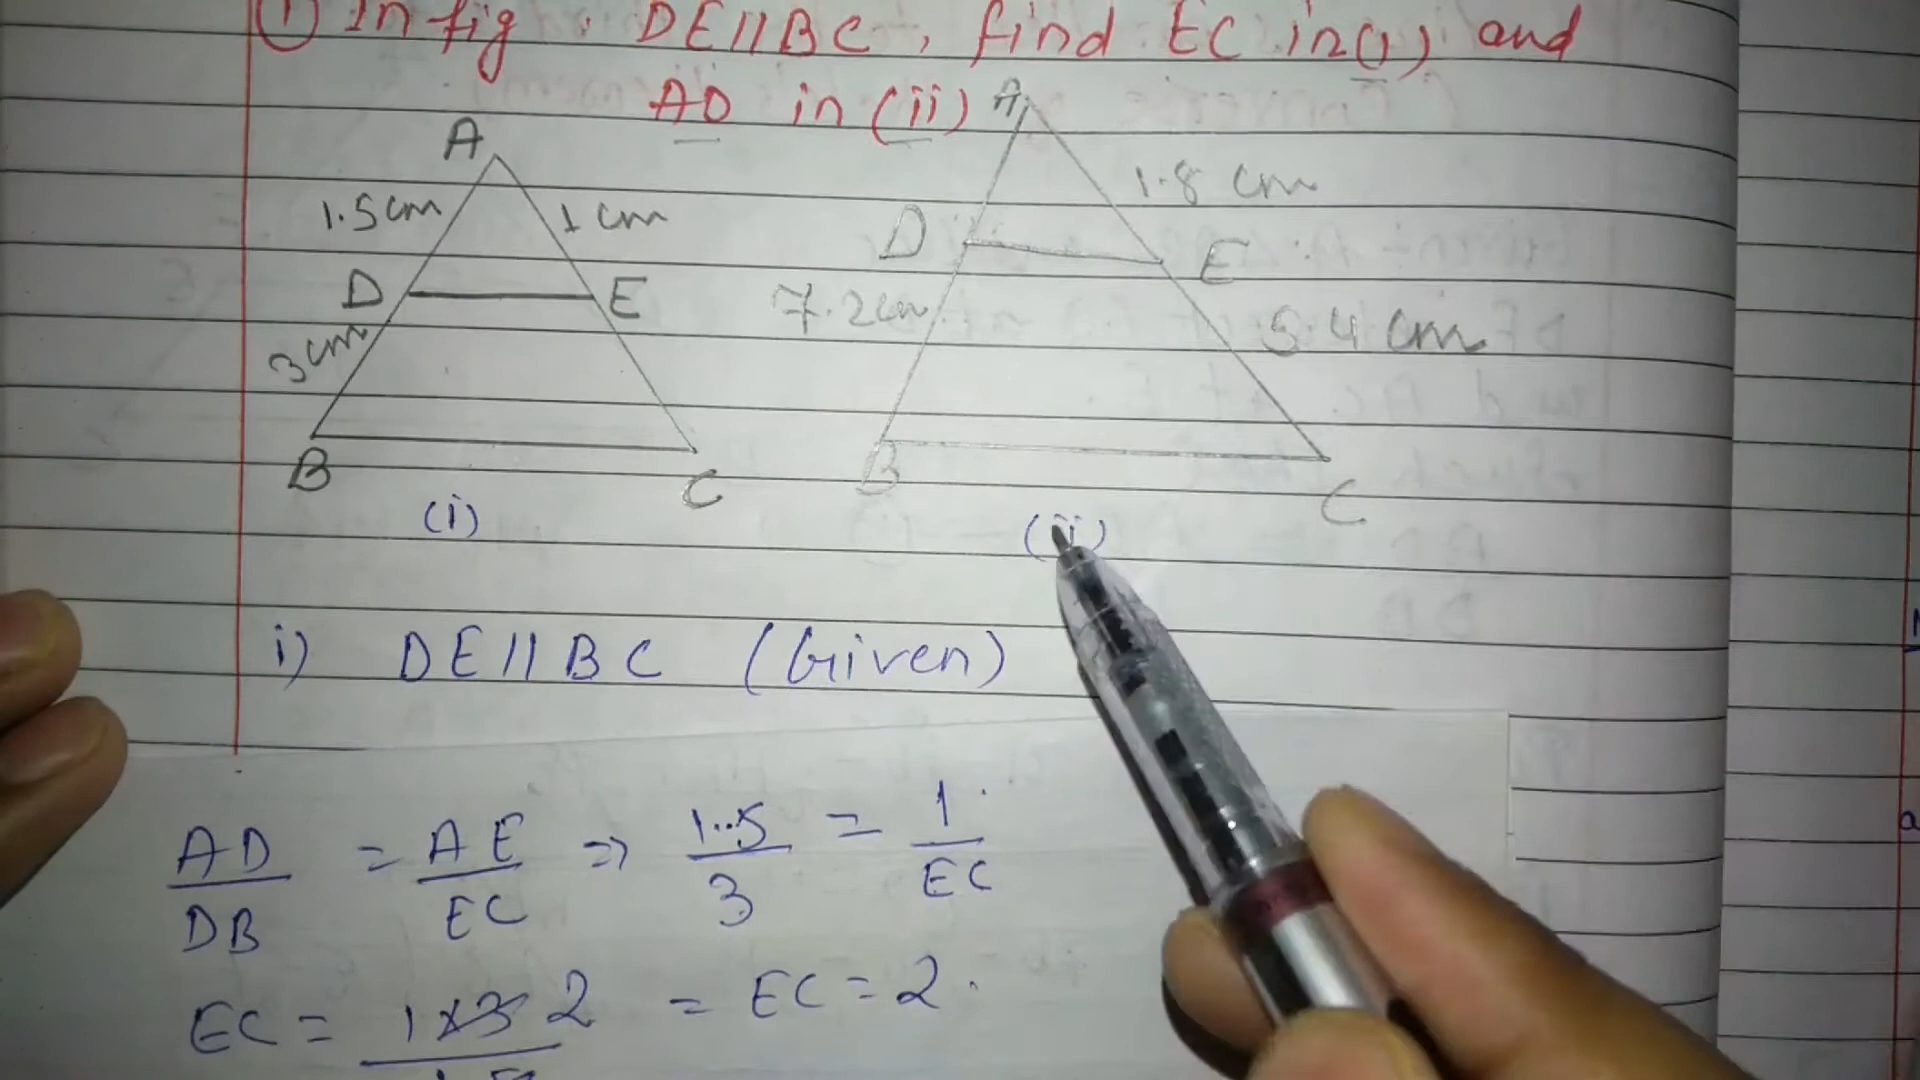 ① In fig, DE//BC, find EC in(i) and
AD in (ii)
A
1.5cm
1 cm
D
E
3cm
B
C
(i)
A
1.8 cm
D
E
7.2cm
5.4 cm
B
C
(ii)
i) DE//BC (Given)
AD/DB = AE/EC => 1.5/3 = 1/EC
EC = 1x3 2 = EC = 2.